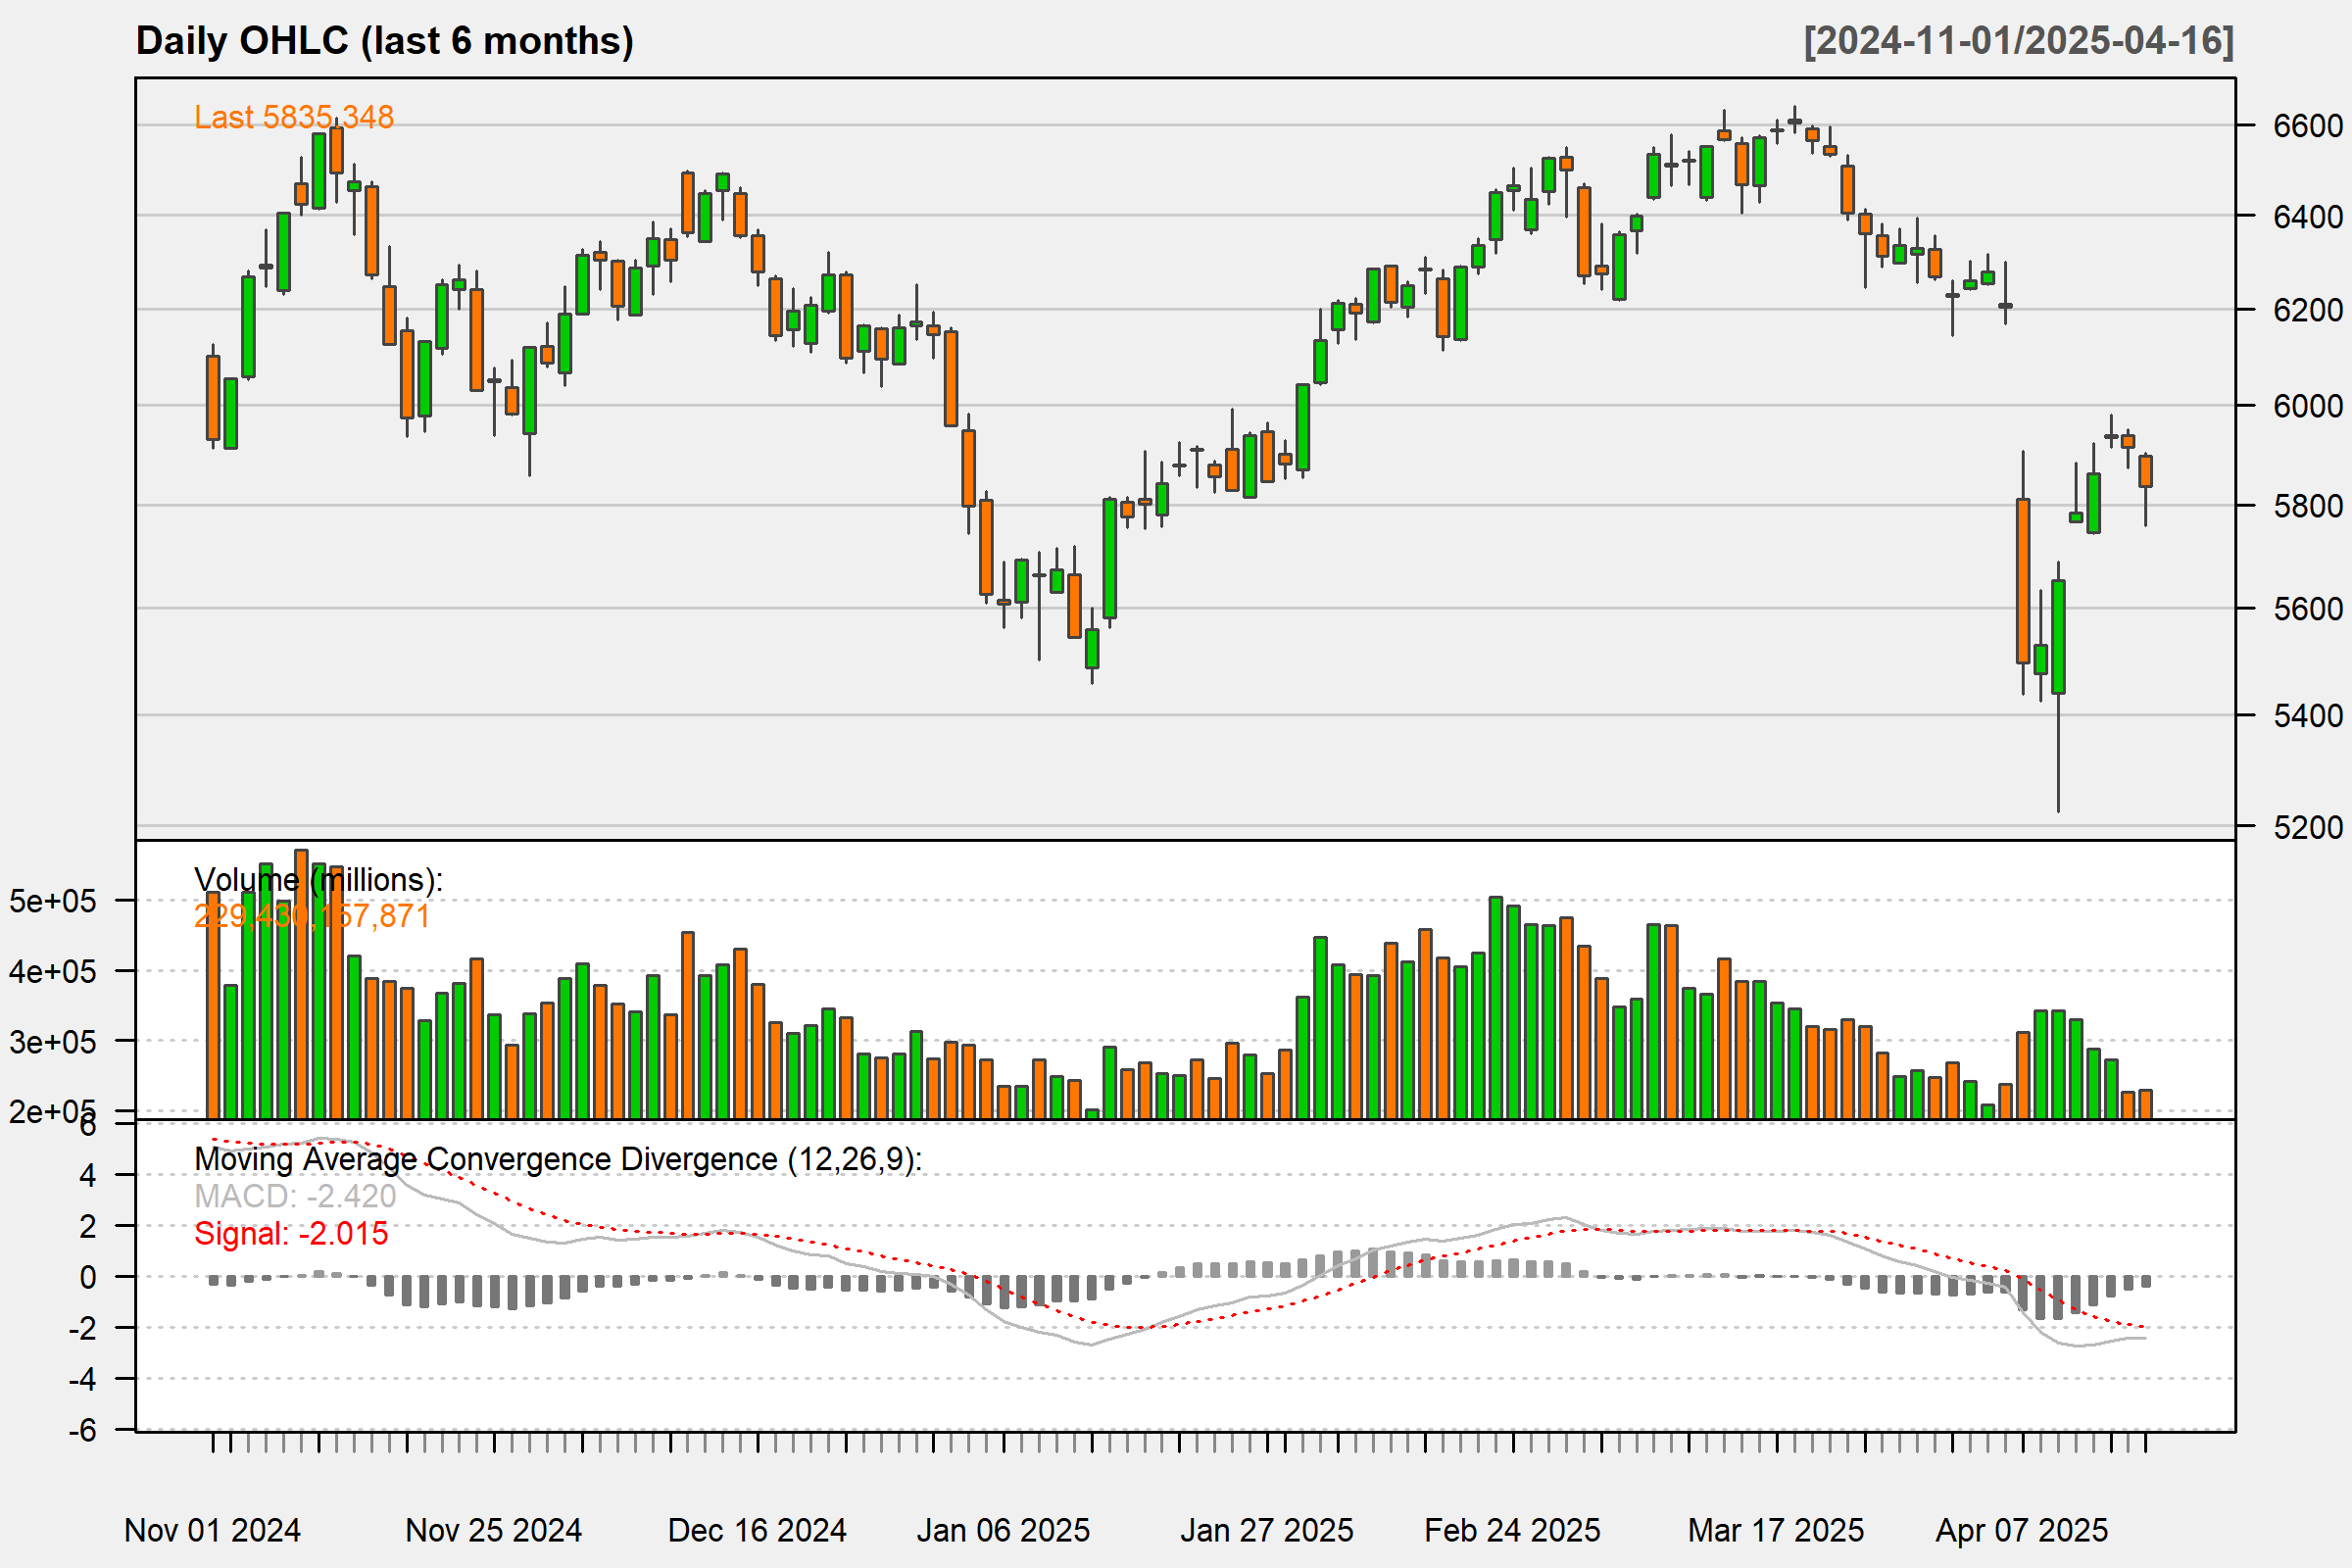 Daily OHLC (last 6 months)
[2024-11-01/2025-04-16]
Last 5835.348
6600
6400
6200
6000
5800
5600
5400
5200
Volume (millions):
229,430,157,871
5e+05
4e+05
3e+05
2e+05
Moving Average Convergence Divergence (12,26,9):
MACD: -2.420
Signal: -2.015
6
4
2
0
-2
-4
-6
Nov 01 2024
Nov 25 2024
Dec 16 2024
Jan 06 2025
Jan 27 2025
Feb 24 2025
Mar 17 2025
Apr 07 2025